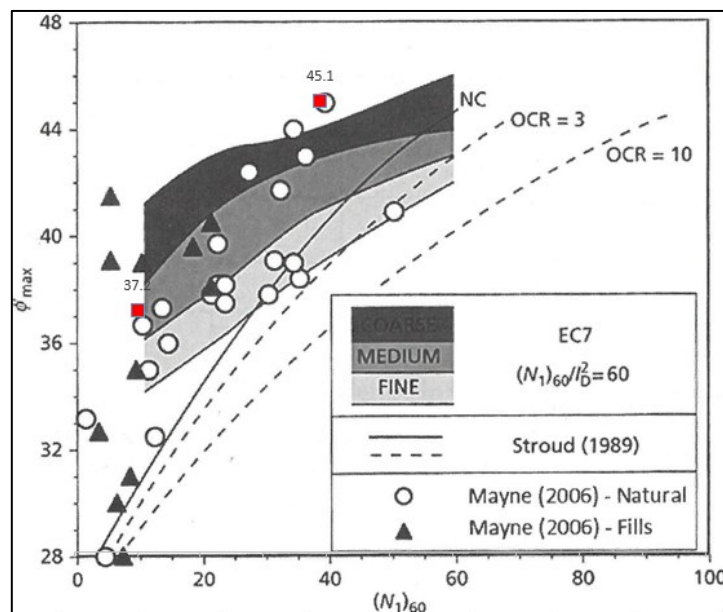 48
45.1
NC
44
OCR = 3
OCR = 10
40
37.2
ϕ′max
36
COARSE
MEDIUM
FINE
EC7
(N₁)₆₀/I²D = 60
32
Stroud (1989)
Mayne (2006) - Natural
Mayne (2006) - Fills
28
0 20 40 60 80 100
(N₁)₆₀